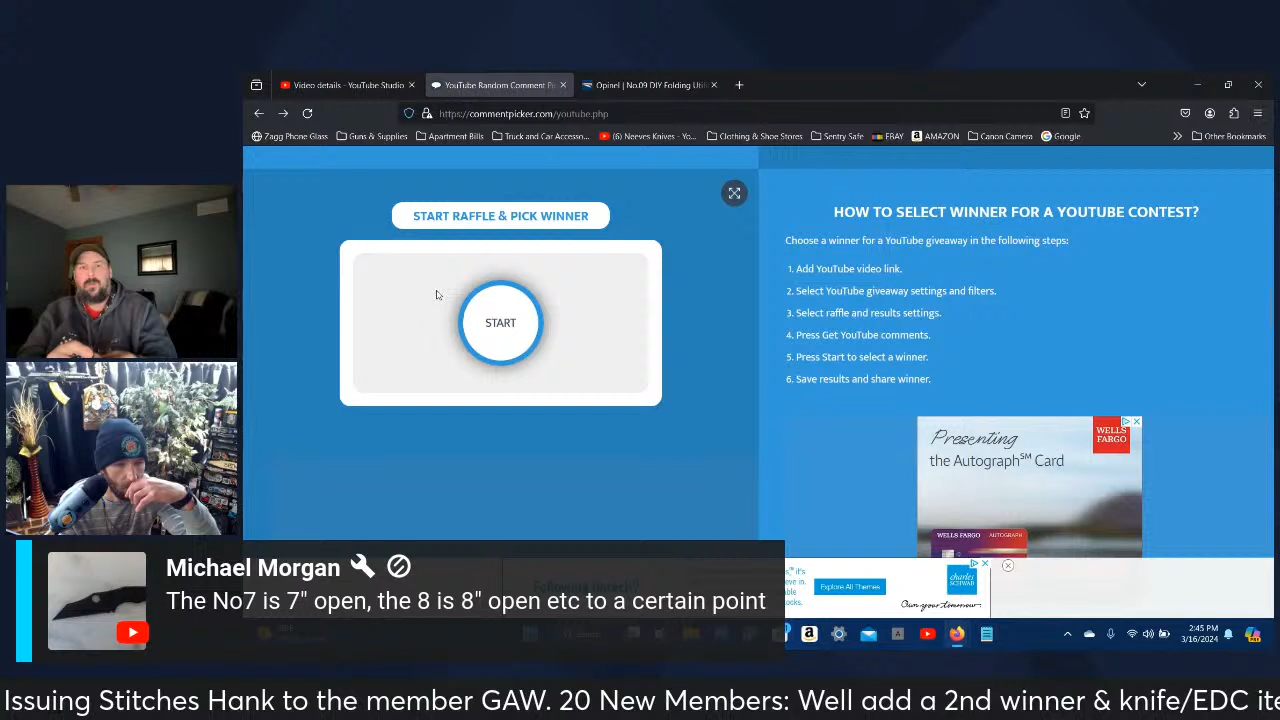 Video details - YouTube Studio
YouTube Random Comment Pi
Opinel | No.09 DIY Folding Util
https://commentpicker.com/youtube.php
Zagg Phone Glass
Guns & Supplies
Apartment Bills
Truck and Car Accesso...
(6) Neeves Knives - Yo...
Clothing & Shoe Stores
Sentry Safe
EBAY
AMAZON
Canon Camera
Google
Other Bookmarks
START RAFFLE & PICK WINNER
START
HOW TO SELECT WINNER FOR A YOUTUBE CONTEST?
Choose a winner for a YouTube giveaway in the following steps:
1. Add YouTube video link.
2. Select YouTube giveaway settings and filters.
3. Select raffle and results settings.
4. Press Get YouTube comments.
5. Press Start to select a winner.
6. Save results and share winner.
Presenting
the Autograph℠ Card
WELLS
FARGO
WELLS FARGO
AUTOGRAPH
Explore All Themes
charles
SCHWAB
Own your tomorrow.
Michael Morgan
The No7 is 7" open, the 8 is 8" open etc to a certain point
2:45 PM
3/16/2024
Issuing Stitches Hank to the member GAW. 20 New Members: Well add a 2nd winner & knife/EDC ite